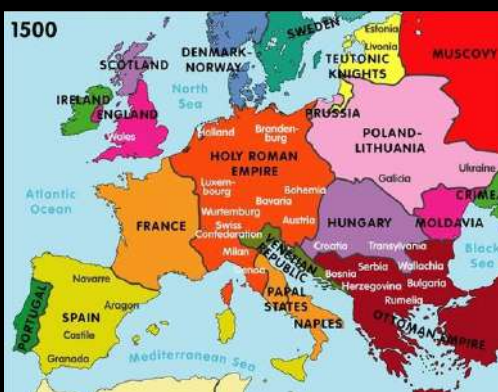 1500
SWEDEN
Estonia
Livonia
MUSCOVY
DENMARK-
NORWAY
SCOTLAND
TEUTONIC
KNIGHTS
North
Sea
IRELAND
ENGLAND
Wales
PRUSSIA
Holland
Branden-
burg
POLAND-
LITHUANIA
HOLY ROMAN
EMPIRE
Ukraine
Galicia
Atlantic
Ocean
Luxem-
bourg
Bohemia
CRIMEA
Bavaria
Wurtemburg
FRANCE
Austria
HUNGARY
MOLDAVIA
Swiss
Confederation
Milan
VENETIAN
REPUBLIC
Croatia
Transylvania
Black
Sea
Genoa
Bosnia
Serbia
Wallachia
Navarre
PAPAL
STATES
Herzegovina
Bulgaria
Rumelia
PORTUGAL
SPAIN
Aragon
Castile
NAPLES
OTTOMAN EMPIRE
Granada
Mediterranean Sea